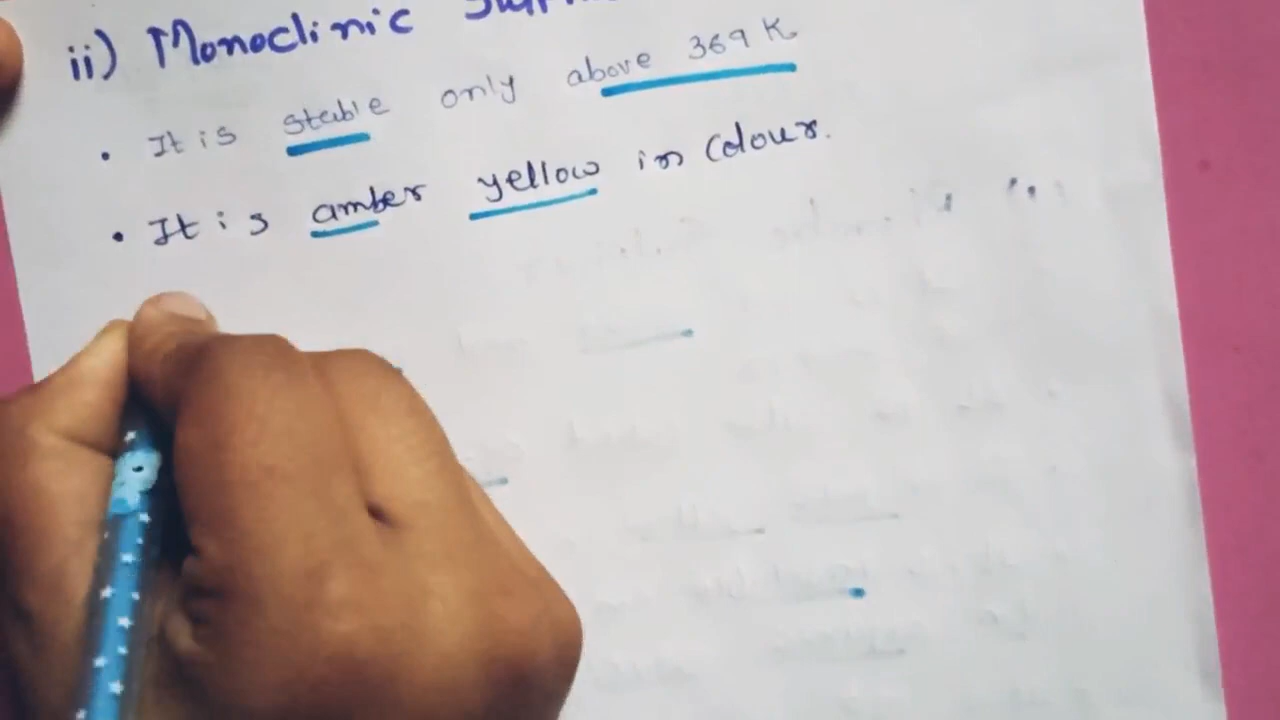 ii) Monoclinic
• It is stable only above 369 K
• It is amber yellow in colour.